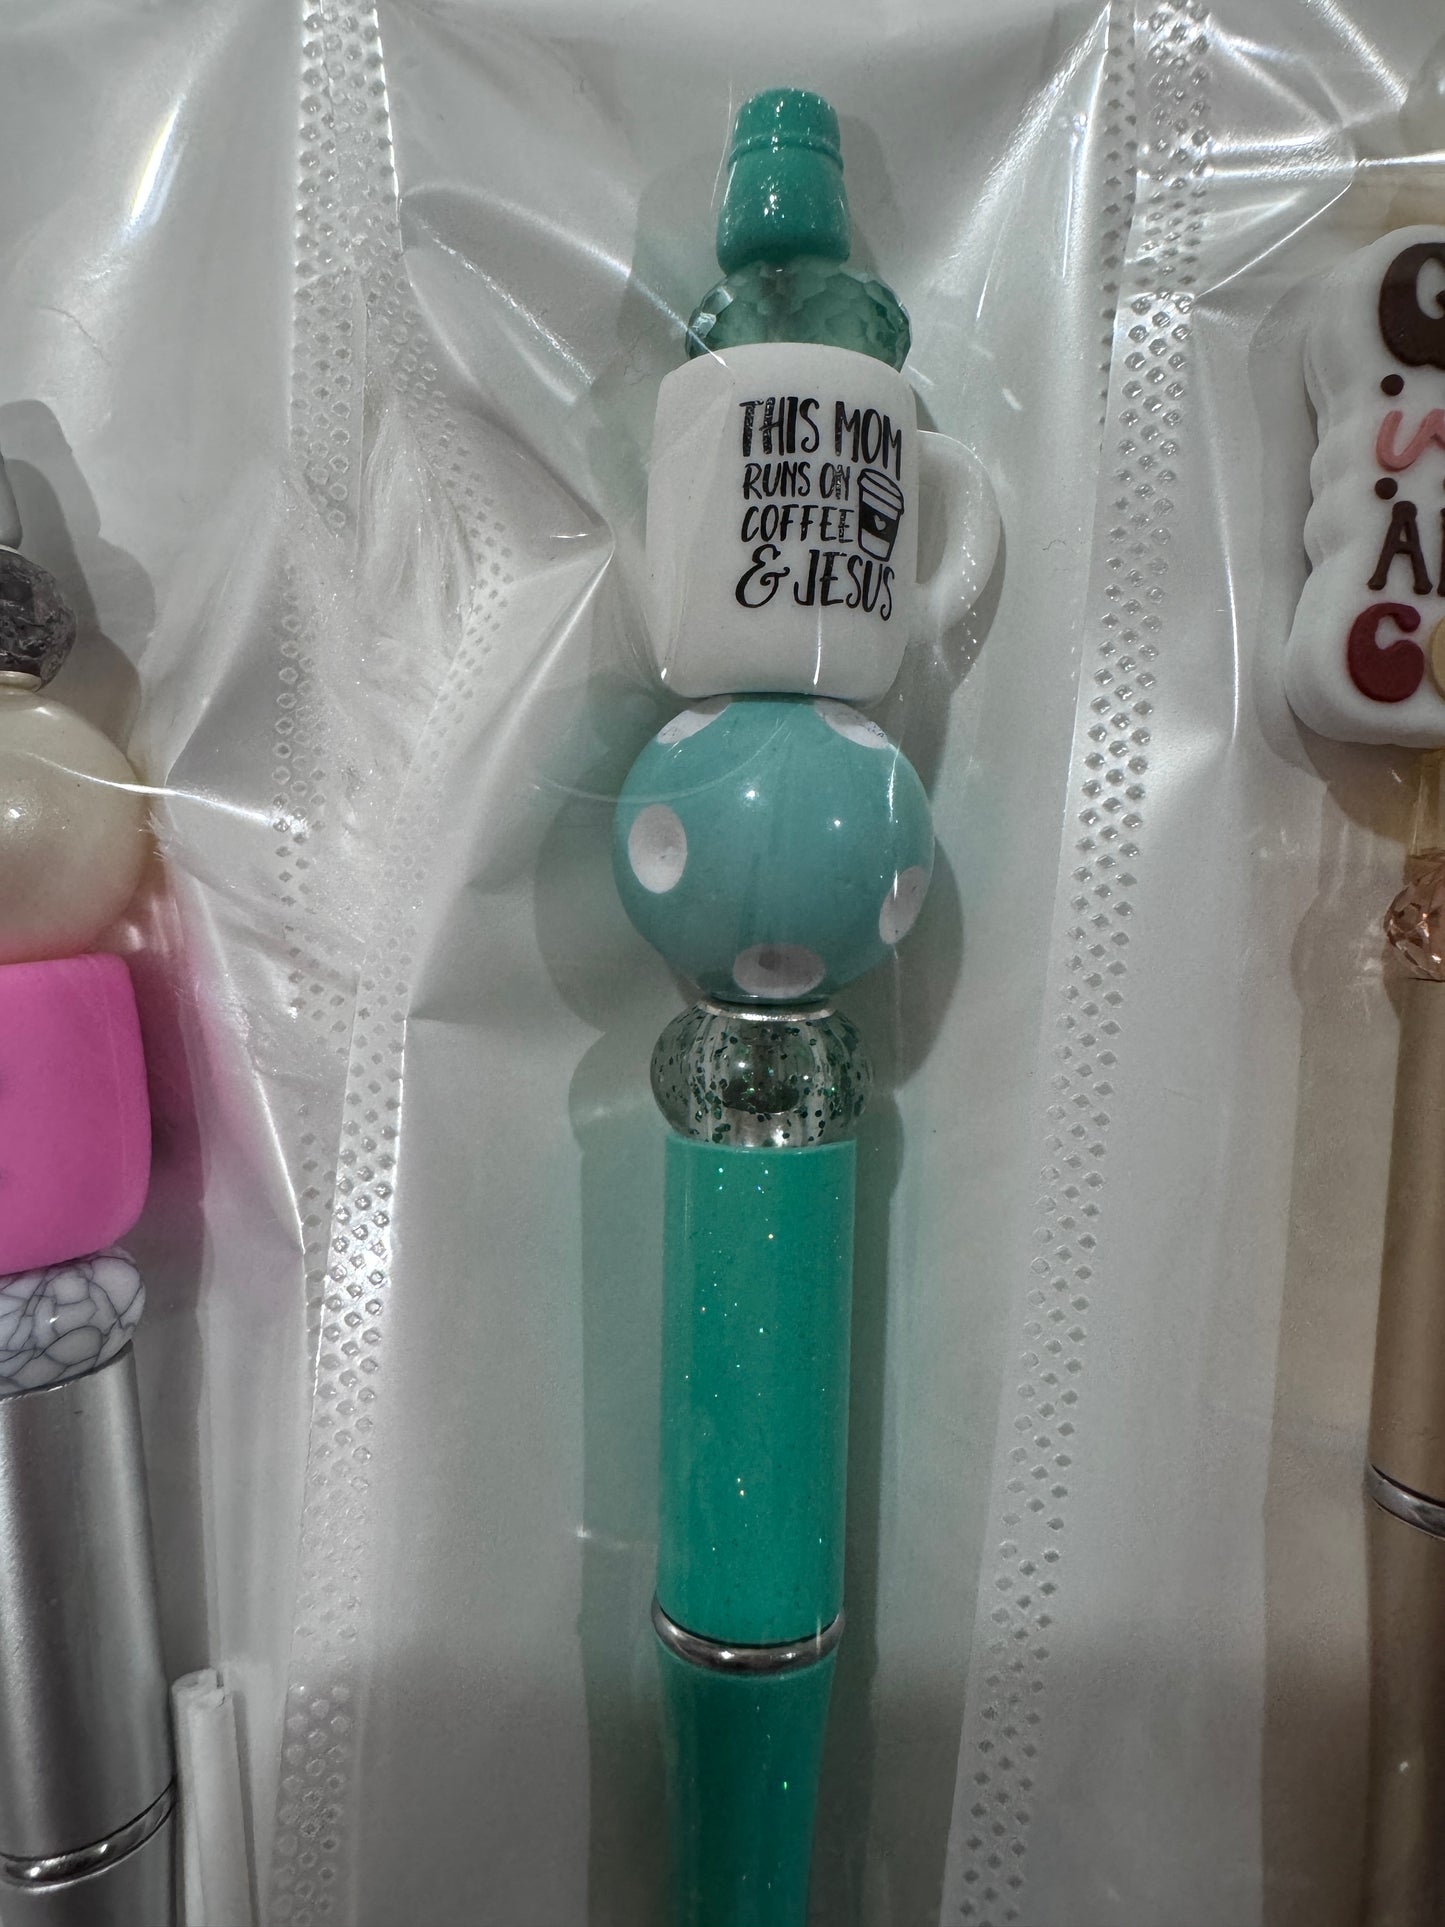 THIS MOM
RUNS ON
COFFEE
& JESUS